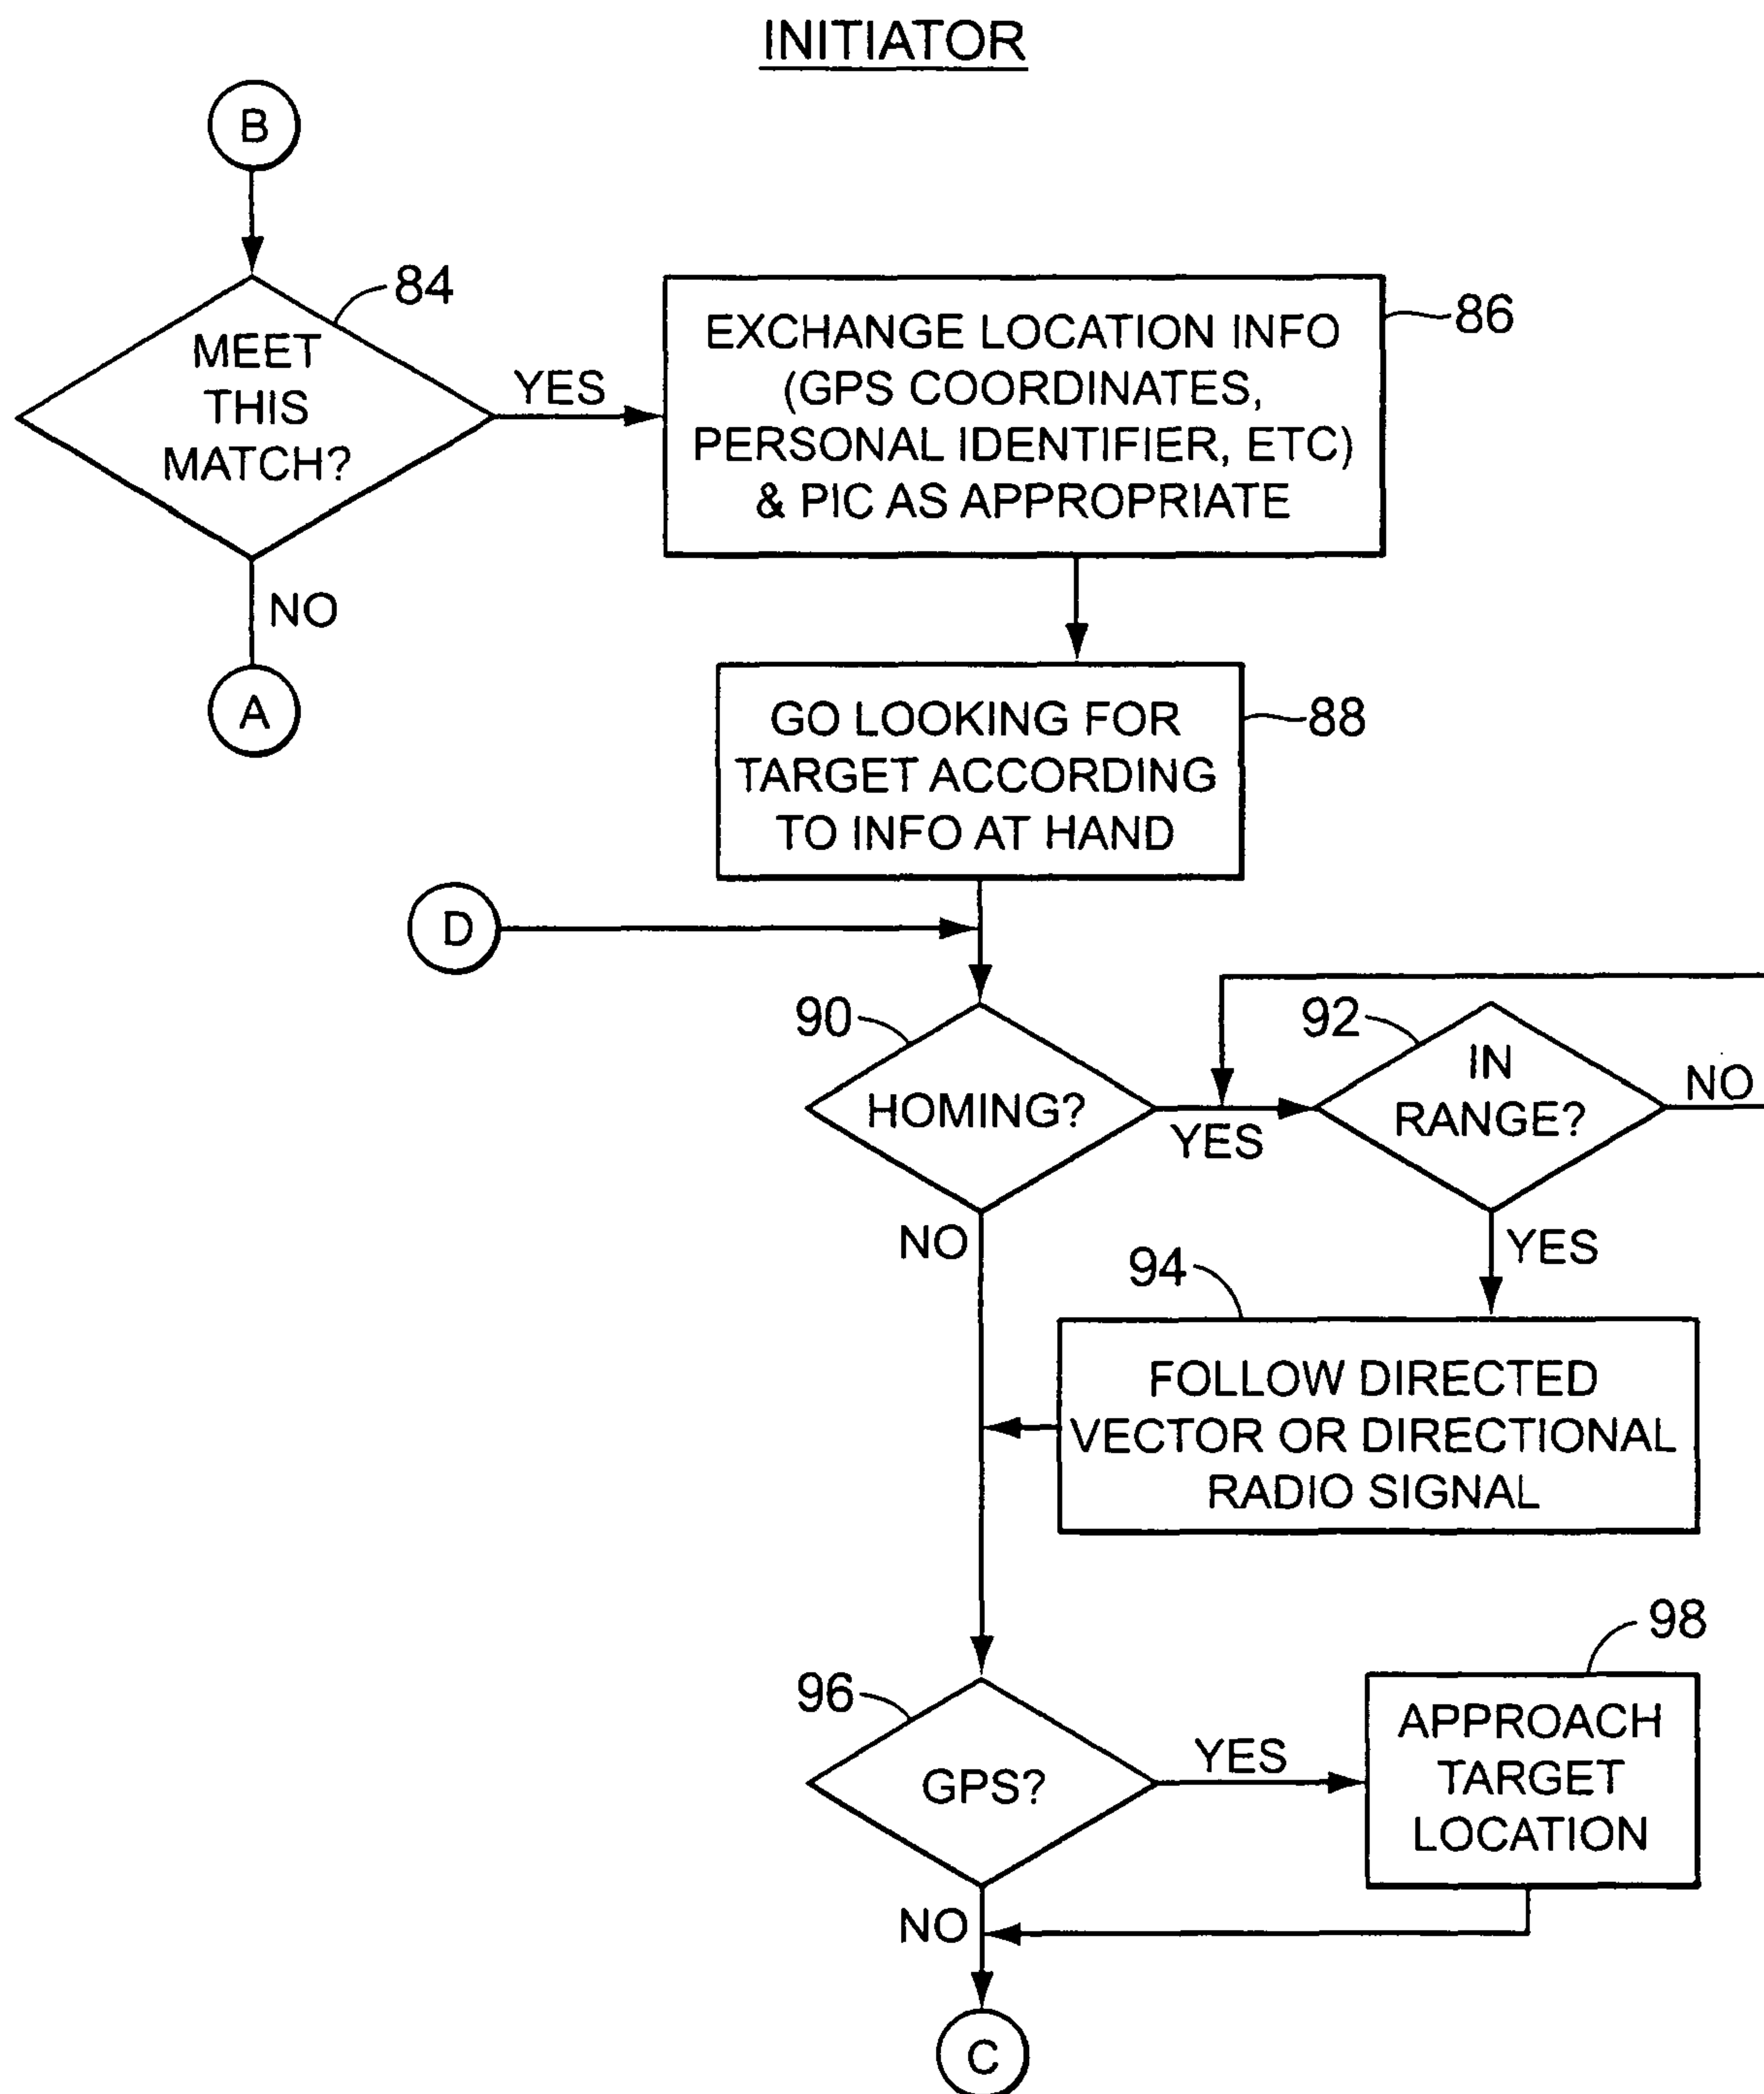 INITIATOR
B
84
MEET
THIS
MATCH?
YES
NO
A
86
EXCHANGE LOCATION INFO
(GPS COORDINATES,
PERSONAL IDENTIFIER, ETC)
& PIC AS APPROPRIATE
88
GO LOOKING FOR
TARGET ACCORDING
TO INFO AT HAND
D
90
HOMING?
YES
NO
92
IN
RANGE?
NO
YES
94
FOLLOW DIRECTED
VECTOR OR DIRECTIONAL
RADIO SIGNAL
96
GPS?
YES
NO
98
APPROACH
TARGET
LOCATION
C